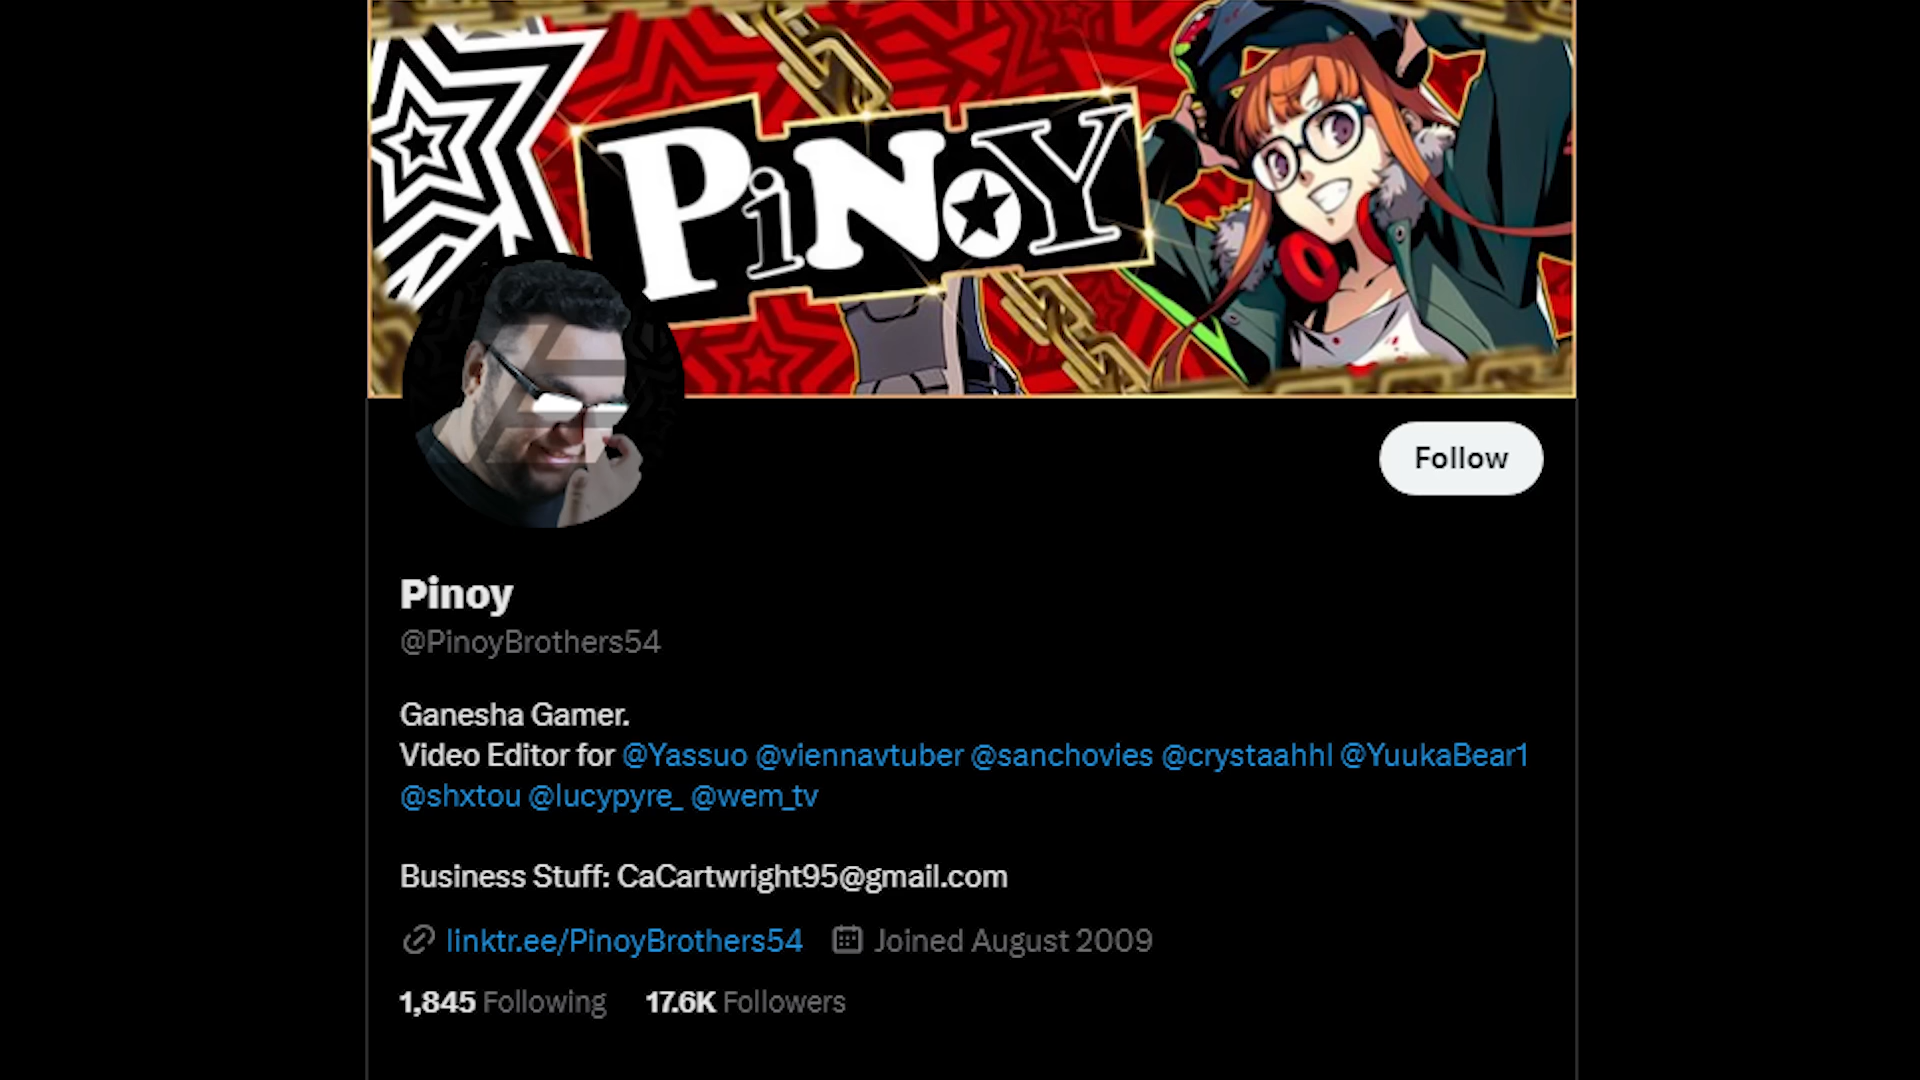 PiNoY
Follow
Pinoy
@PinoyBrothers54
Ganesha Gamer.
Video Editor for @Yassuo @viennavtuber @sanchovies @crystaahhl @YuukaBear1
@shxtou @lucypyre_ @wem_tv
Business Stuff: CaCartwright95@gmail.com
linktr.ee/PinoyBrothers54 Joined August 2009
1,845 Following 17.6K Followers